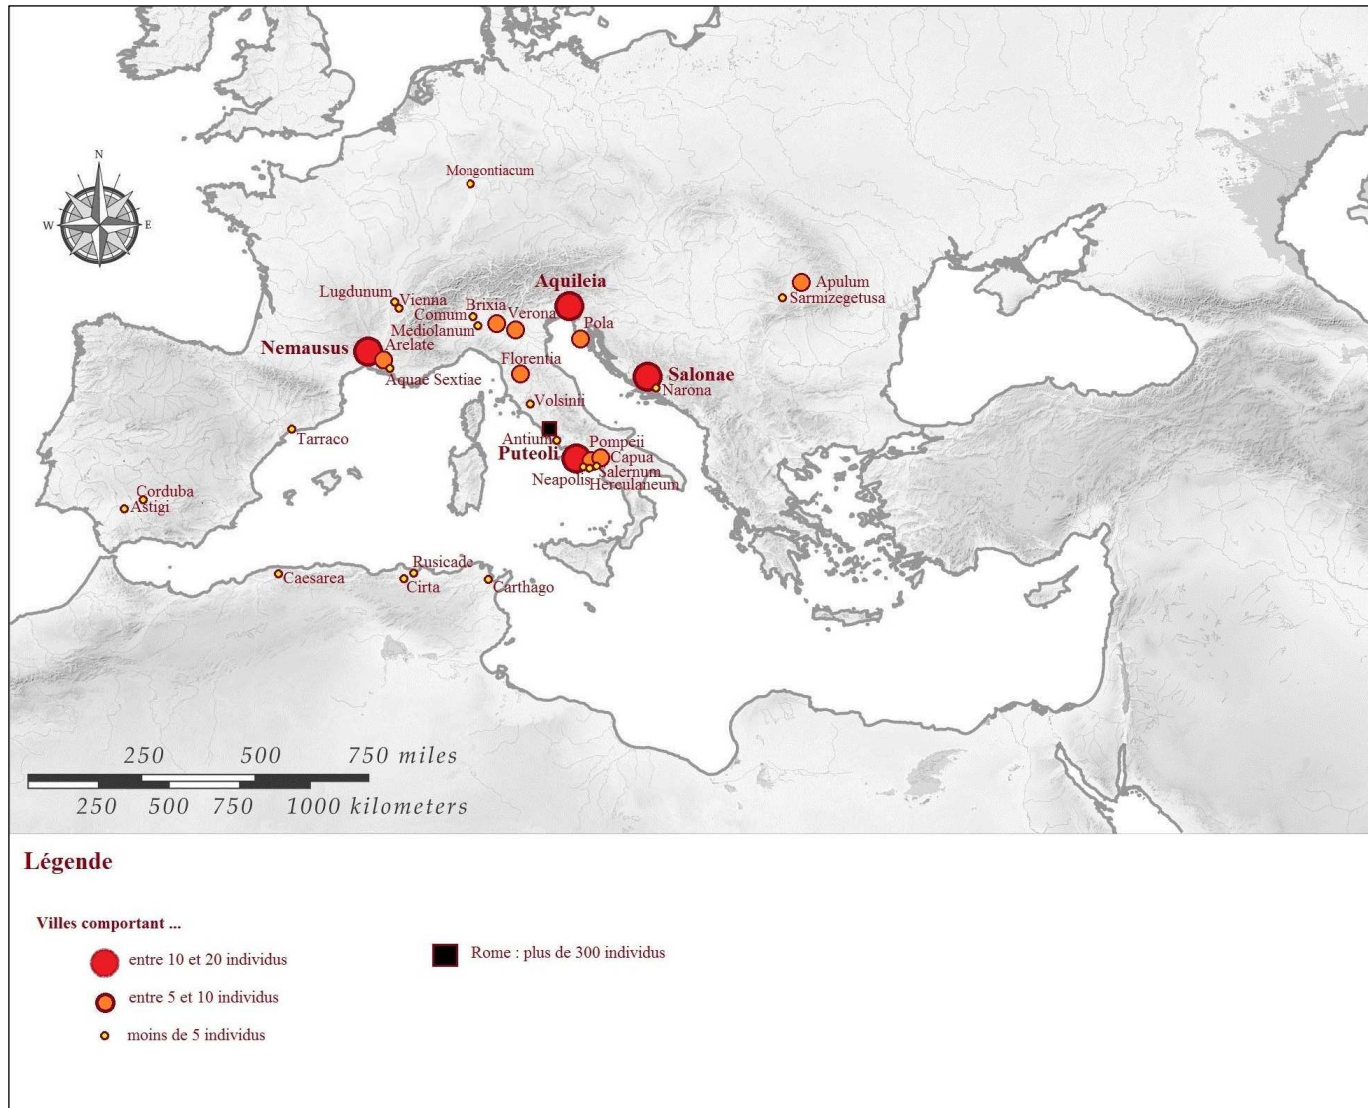 N
W
E
Mongontiacum
Aquileia
Apulum
Lugdunum
Vienna
Brixia
Sarmizegetusa
Comum
Verona
Mediolanum
Pola
Nemausus
Arelate
Florentia
Aquae Sextiae
Salonae
Narona
Volsinii
Tarraco
Antium
Pompeii
Puteoli
Capua
Salernum
Neapolis
Herculaneum
Corduba
Astigi
Rusicade
Caesarea
Cirta
Carthago
250 500 750 miles
250 500 750 1000 kilometers
Légende
Villes comportant ...
entre 10 et 20 individus
Rome : plus de 300 individus
entre 5 et 10 individus
moins de 5 individus